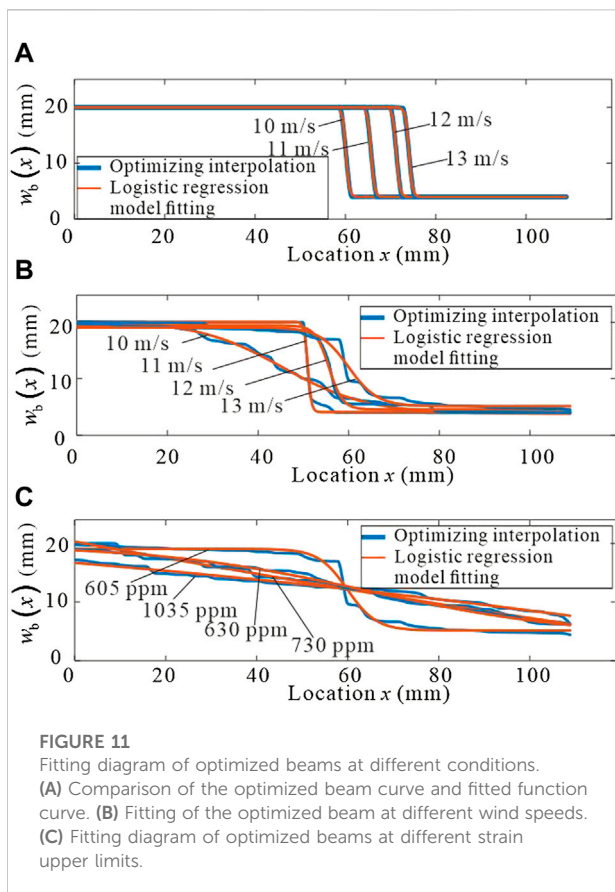 A
w_b(x) (mm)
20
10
0
10 m/s
11 m/s
12 m/s
13 m/s
Optimizing interpolation
Logistic regression
model fitting
0 20 40 60 80 100
Location x (mm)
B
w_b(x) (mm)
20
10
0
10 m/s
11 m/s
12 m/s
13 m/s
Optimizing interpolation
Logistic regression
model fitting
0 20 40 60 80 100
Location x (mm)
C
w_b(x) (mm)
20
10
0
605 ppm
1035 ppm
630 ppm
730 ppm
Optimizing interpolation
Logistic regression
model fitting
0 20 40 60 80 100
Location x (mm)
FIGURE 11
Fitting diagram of optimized beams at different conditions.
(A) Comparison of the optimized beam curve and fitted function
curve. (B) Fitting of the optimized beam at different wind speeds.
(C) Fitting diagram of optimized beams at different strain
upper limits.